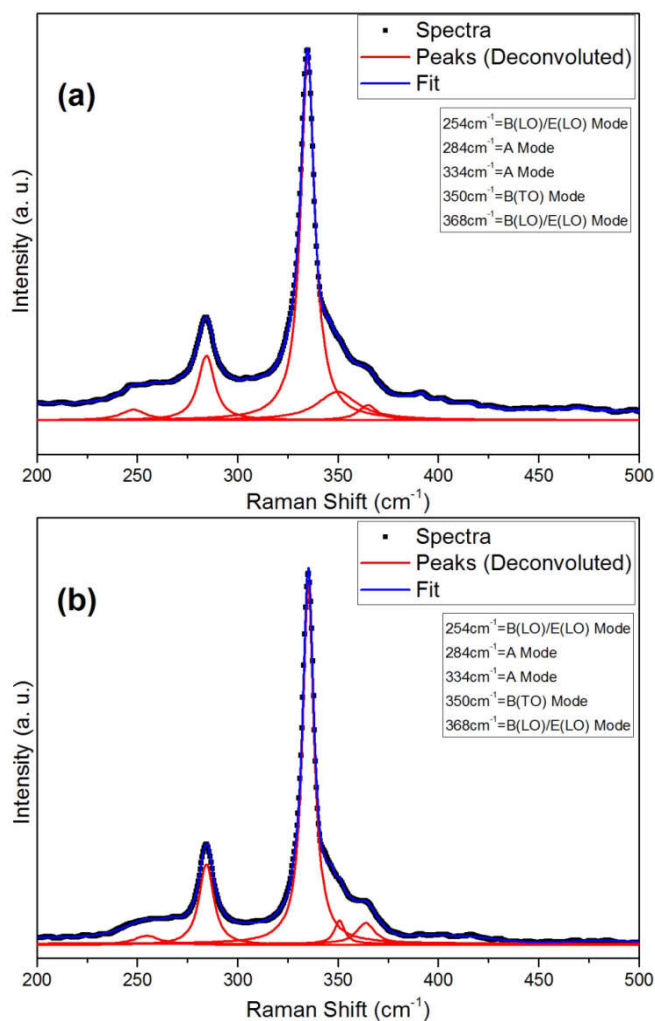 (a)
Spectra
Peaks (Deconvoluted)
Fit
254cm⁻¹=B(LO)/E(LO) Mode
284cm⁻¹=A Mode
334cm⁻¹=A Mode
350cm⁻¹=B(TO) Mode
368cm⁻¹=B(LO)/E(LO) Mode
Intensity (a. u.)
200 250 300 350 400 450 500
Raman Shift (cm⁻¹)
(b)
Spectra
Peaks (Deconvoluted)
Fit
254cm⁻¹=B(LO)/E(LO) Mode
284cm⁻¹=A Mode
334cm⁻¹=A Mode
350cm⁻¹=B(TO) Mode
368cm⁻¹=B(LO)/E(LO) Mode
Intensity (a. u.)
200 250 300 350 400 450 500
Raman Shift (cm⁻¹)